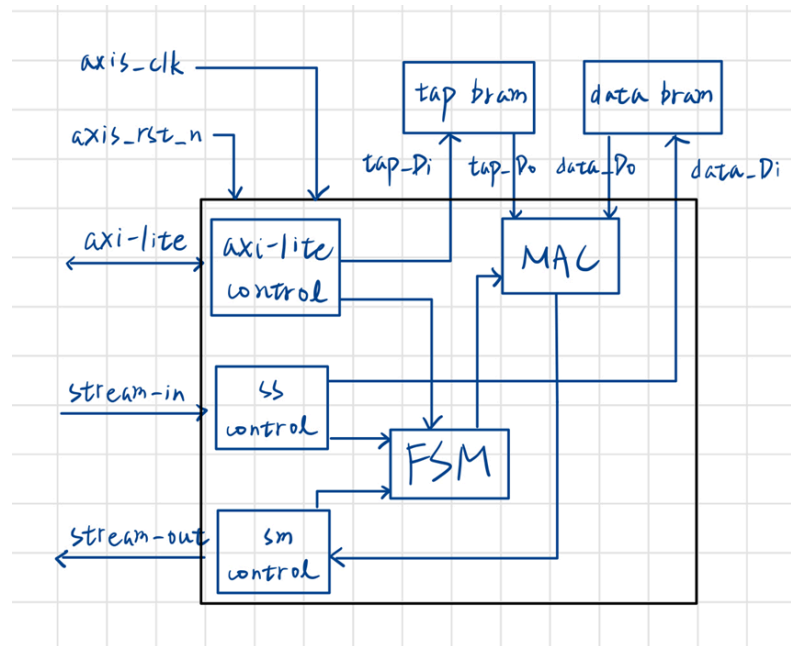 axis_clk
tap bram
data bram
axis_rst_n
tap_Di
tap_Do
data_Do
data_Di
axi-lite
axi-lite
control
MAC
stream-in
ss
control
FSM
stream-out
sm
control